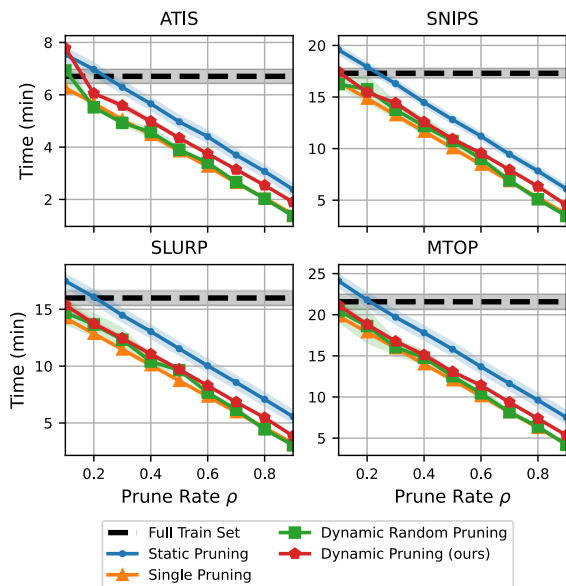 ATIS
SNIPS
8
6
4
2
Time (min)
20
15
10
5
SLURP
MTOP
15
10
5
Time (min)
25
20
15
10
5
0.2 0.4 0.6 0.8
0.2 0.4 0.6 0.8
Prune Rate ρ
Prune Rate ρ
Full Train Set
Static Pruning
Single Pruning
Dynamic Random Pruning
Dynamic Pruning (ours)